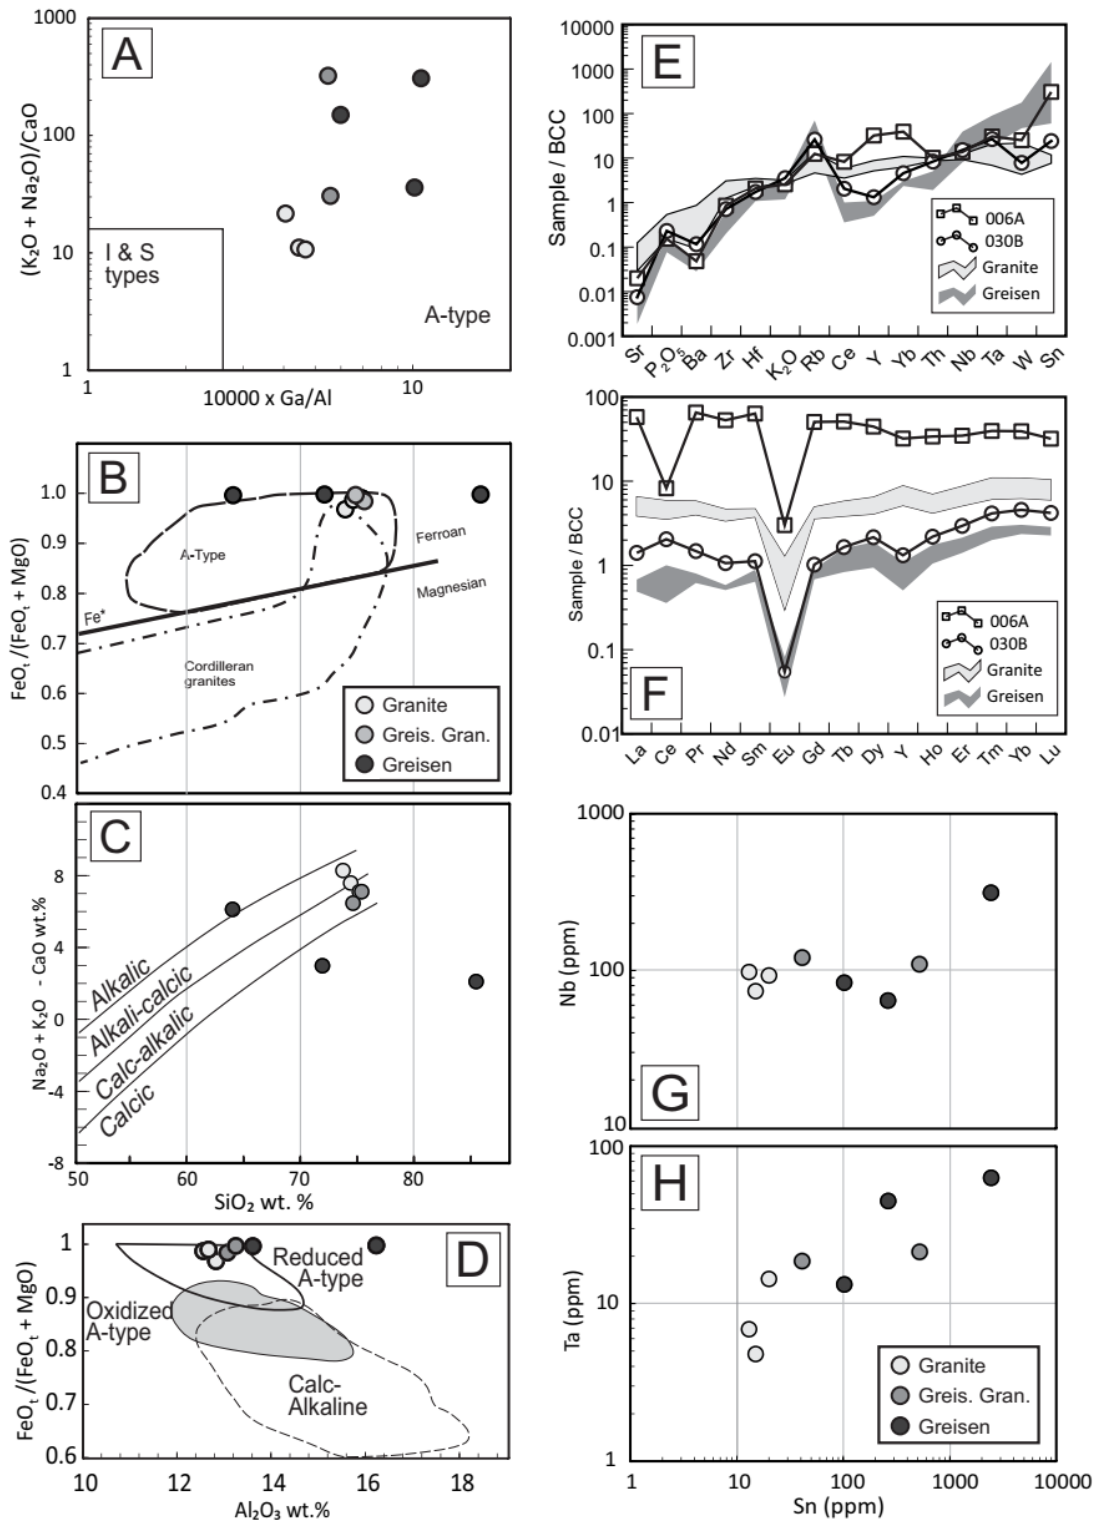 A
1000
100
10
1
(K₂O + Na₂O)/CaO
I & S
types
A-type
1
10
10000 x Ga/Al
B
1.0
0.9
0.8
0.7
0.6
0.5
0.4
FeOₜ/(FeOₜ + MgO)
A-Type
Ferroan
Magnesian
Fe*
Cordilleran
granites
Granite
Greis. Gran.
Greisen
C
8
4
0
-4
-8
Na₂O + K₂O - CaO wt.%
Alkalic
Alkali-calcic
Calc-alkalic
Calcic
50
60
70
80
SiO₂ wt. %
D
1
0.9
0.8
0.7
0.6
FeOₜ/(FeOₜ + MgO)
Reduced
A-type
Oxidized
A-type
Calc-
Alkaline
10
12
14
16
18
Al₂O₃ wt.%
E
10000
1000
100
10
1
0.1
0.01
0.001
Sample / BCC
006A
030B
Granite
Greisen
Sr P₂O₅ Ba Zr Hf K₂O Rb Ce Y Yb Th Nb Ta W Sn
F
100
10
1
0.1
0.01
Sample / BCC
006A
030B
Granite
Greisen
La Ce Pr Nd Sm Eu Gd Tb Dy Y Ho Er Tm Yb Lu
G
1000
100
10
Nb (ppm)
H
100
10
1
Ta (ppm)
Granite
Greis. Gran.
Greisen
1
10
100
1000
10000
Sn (ppm)